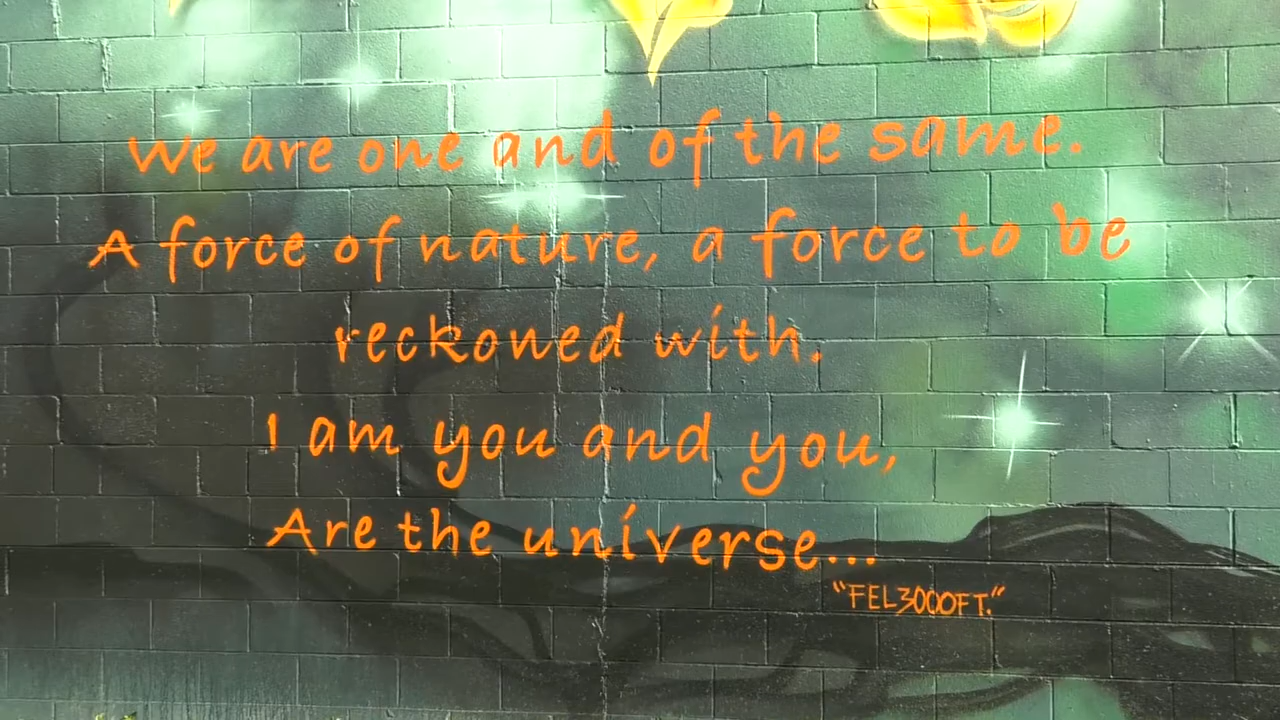 We are one and of the same.
A force of nature, a force to be
reckoned with.
I am you and you,
Are the universe...
"FEL3000FT."